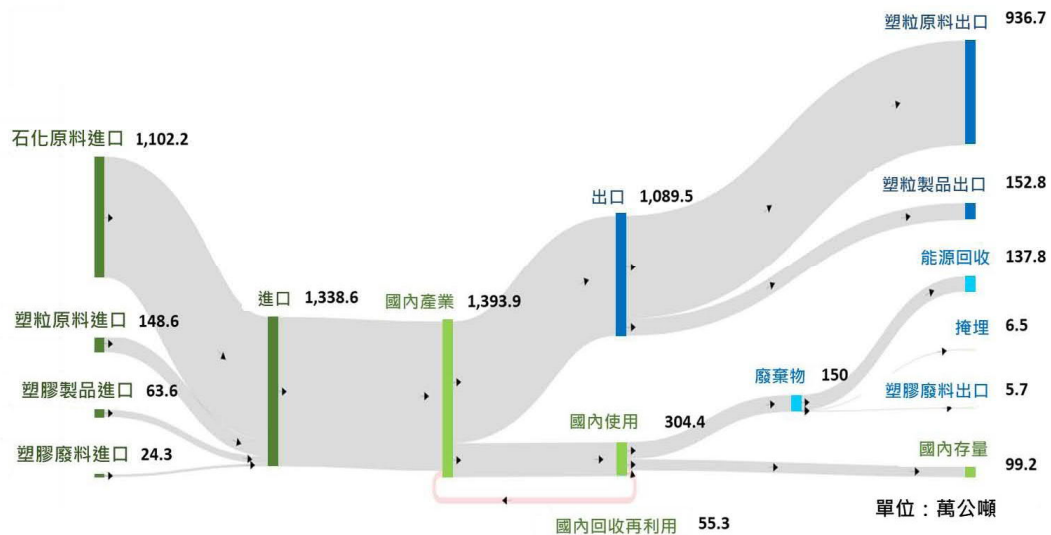 塑粒原料出口 936.7
石化原料進口 1,102.2
塑粒製品出口 152.8
出口 1,089.5
能源回收 137.8
進口 1,338.6
國內產業 1,393.9
塑粒原料進口 148.6
掩埋 6.5
廢棄物 150
塑膠製品進口 63.6
塑膠廢料出口 5.7
國內使用 304.4
塑膠廢料進口 24.3
國內存量 99.2
單位：萬公噸
國內回收再利用 55.3